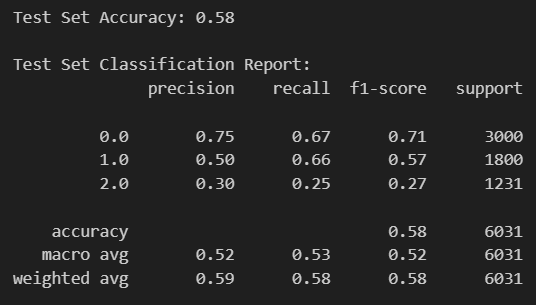 Test Set Accuracy: 0.58
Test Set Classification Report:
precision recall f1-score support
0.0 0.75 0.67 0.71 3000
1.0 0.50 0.66 0.57 1800
2.0 0.30 0.25 0.27 1231
accuracy 0.58 6031
macro avg 0.52 0.53 0.52 6031
weighted avg 0.59 0.58 0.58 6031